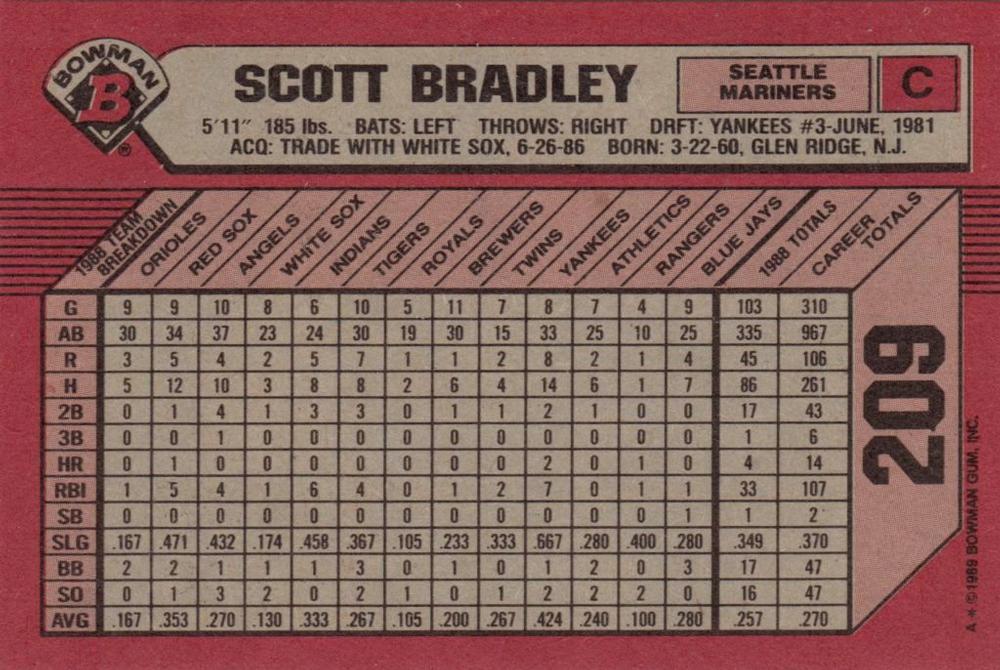 BOWMAN
B
®
SCOTT BRADLEY
SEATTLE
MARINERS
C
5'11" 185 lbs. BATS: LEFT THROWS: RIGHT DRFT: YANKEES #3-JUNE, 1981
ACQ: TRADE WITH WHITE SOX, 6-26-86 BORN: 3-22-60, GLEN RIDGE, N.J.
1988 TEAM
BREAKDOWN
ORIOLES
RED SOX
ANGELS
WHITE SOX
INDIANS
TIGERS
ROYALS
BREWERS
TWINS
YANKEES
ATHLETICS
RANGERS
BLUE JAYS
1988 TOTALS
CAREER
TOTALS
G 9 9 10 8 6 10 5 11 7 8 7 4 9 103 310
AB 30 34 37 23 24 30 19 30 15 33 25 10 25 335 967
R 3 5 4 2 5 7 1 1 2 8 2 1 4 45 106
H 5 12 10 3 8 8 2 6 4 14 6 1 7 86 261
2B 0 1 4 1 3 3 0 1 1 2 1 0 0 17 43
3B 0 0 1 0 0 0 0 0 0 0 0 0 0 1 6
HR 0 1 0 0 0 0 0 0 0 2 0 1 0 4 14
RBI 1 5 4 1 6 4 0 1 2 7 0 1 1 33 107
SB 0 0 0 0 0 0 0 0 0 0 0 0 1 1 2
SLG .167 .471 .432 .174 .458 .367 .105 .233 .333 .667 .280 .400 .280 .349 .370
BB 2 2 1 1 1 3 0 1 0 1 2 0 3 17 47
SO 0 1 3 2 0 2 1 0 1 2 2 2 0 16 47
AVG .167 .353 .270 .130 .333 .267 .105 .200 .267 .424 .240 .100 .280 .257 .270
209
A * © 1989 BOWMAN GUM, INC.